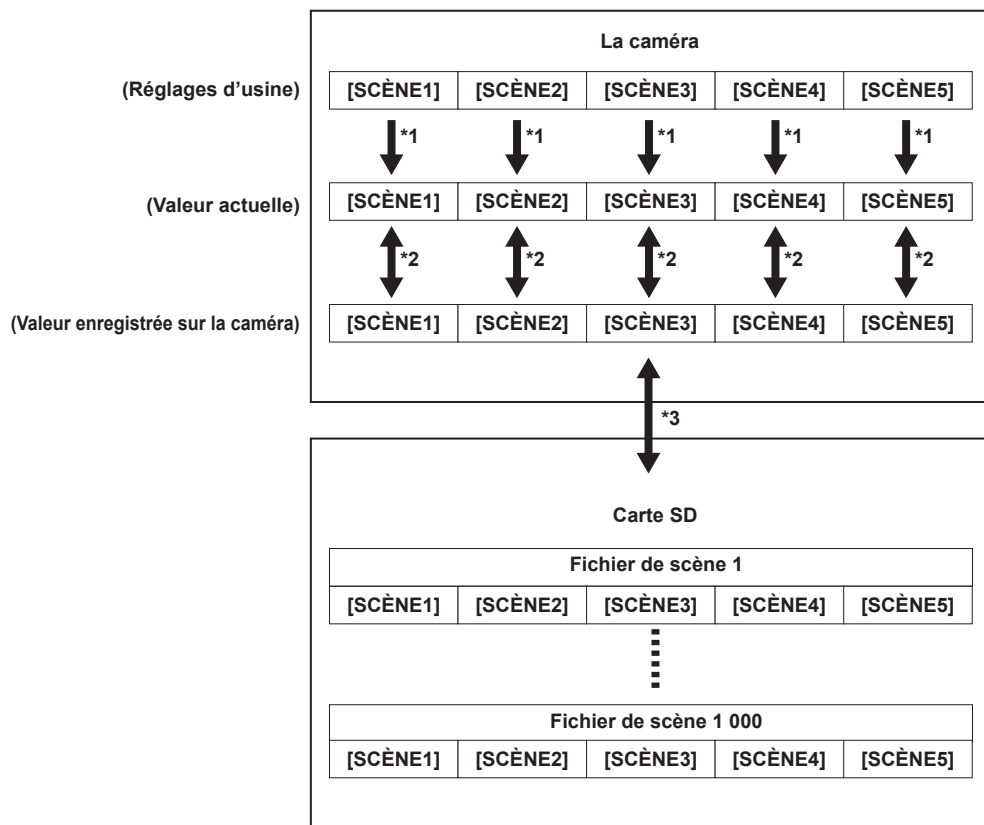 La caméra
(Réglages d’usine) [SCÈNE1] [SCÈNE2] [SCÈNE3] [SCÈNE4] [SCÈNE5]
*1 *1 *1 *1 *1
(Valeur actuelle) [SCÈNE1] [SCÈNE2] [SCÈNE3] [SCÈNE4] [SCÈNE5]
*2 *2 *2 *2 *2
(Valeur enregistrée sur la caméra) [SCÈNE1] [SCÈNE2] [SCÈNE3] [SCÈNE4] [SCÈNE5]
*3
Carte SD
Fichier de scène 1
[SCÈNE1] [SCÈNE2] [SCÈNE3] [SCÈNE4] [SCÈNE5]
Fichier de scène 1 000
[SCÈNE1] [SCÈNE2] [SCÈNE3] [SCÈNE4] [SCÈNE5]